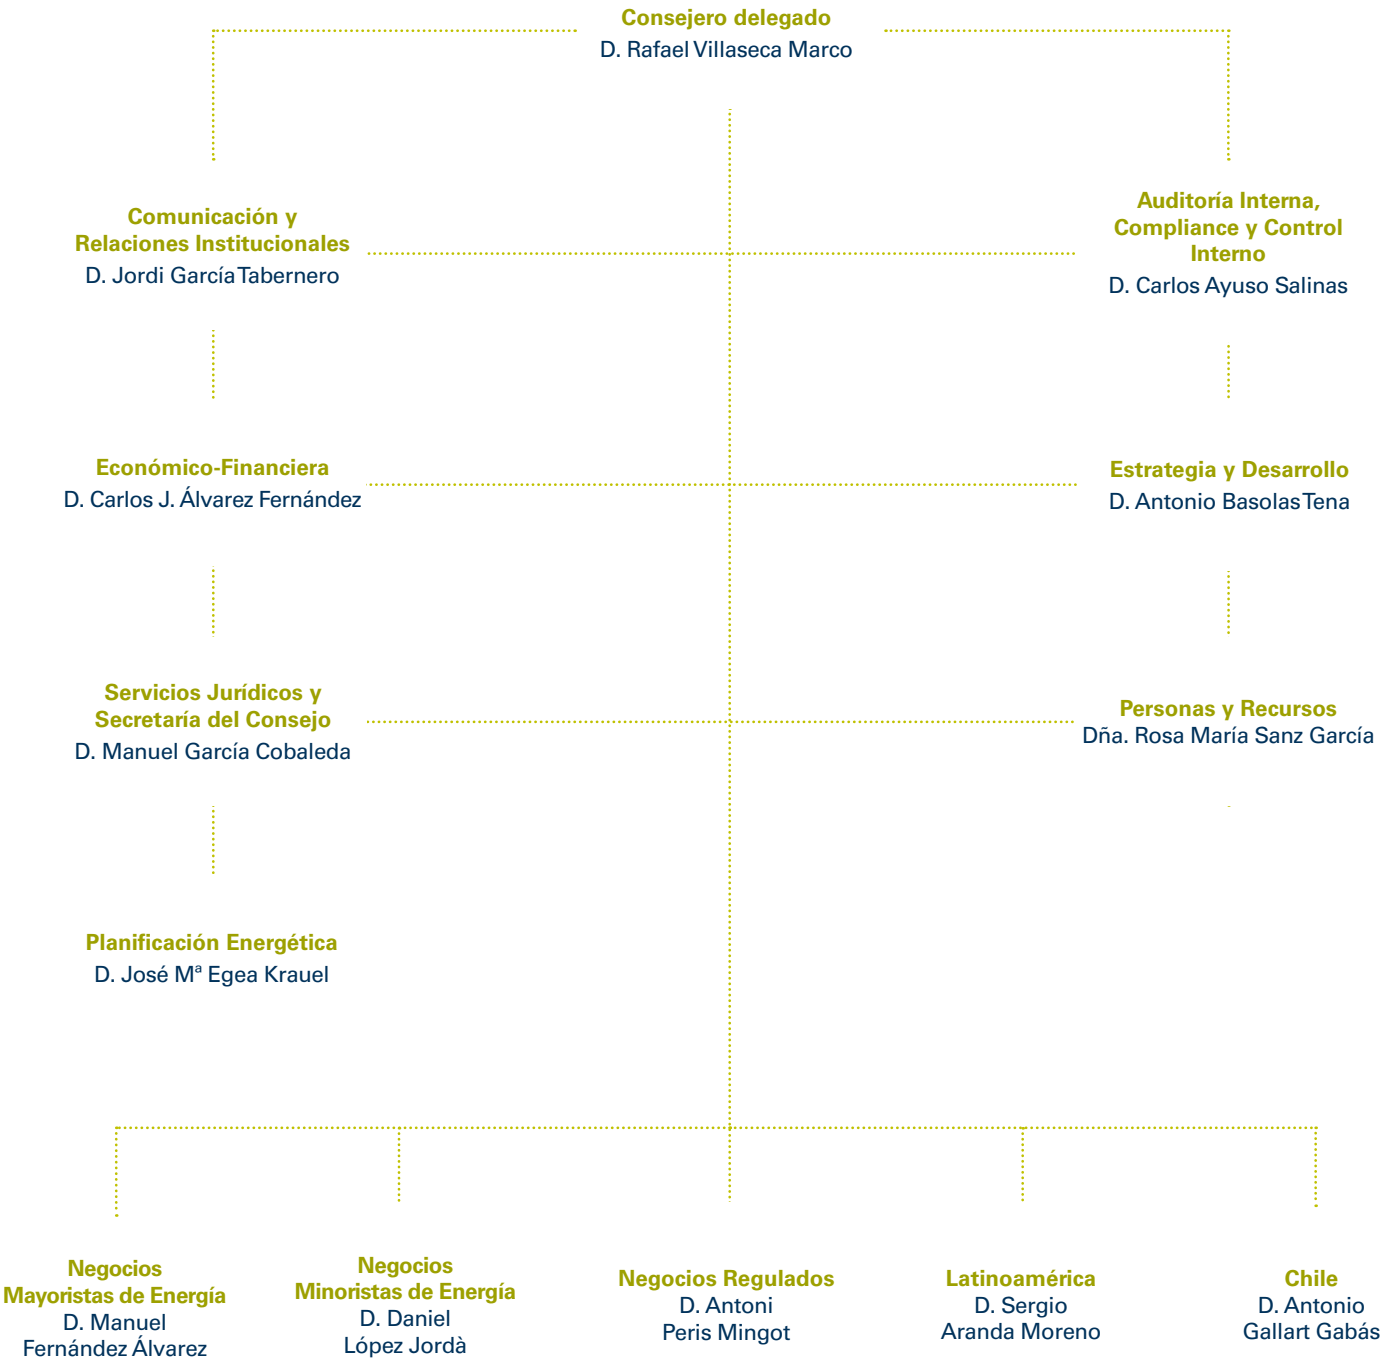 Consejero delegado
D. Rafael Villaseca Marco
Comunicación y
Relaciones Institucionales
D. Jordi García Tabernero
Auditoría Interna,
Compliance y Control
Interno
D. Carlos Ayuso Salinas
Económico-Financiera
D. Carlos J. Álvarez Fernández
Estrategia y Desarrollo
D. Antonio Basolas Tena
Servicios Jurídicos y
Secretaría del Consejo
D. Manuel García Cobaleda
Personas y Recursos
Dña. Rosa María Sanz García
Planificación Energética
D. José Mª Egea Krauel
Negocios
Mayoristas de Energía
D. Manuel
Fernández Álvarez
Negocios
Minoristas de Energía
D. Daniel
López Jordà
Negocios Regulados
D. Antoni
Peris Mingot
Latinoamérica
D. Sergio
Aranda Moreno
Chile
D. Antonio
Gallart Gabás